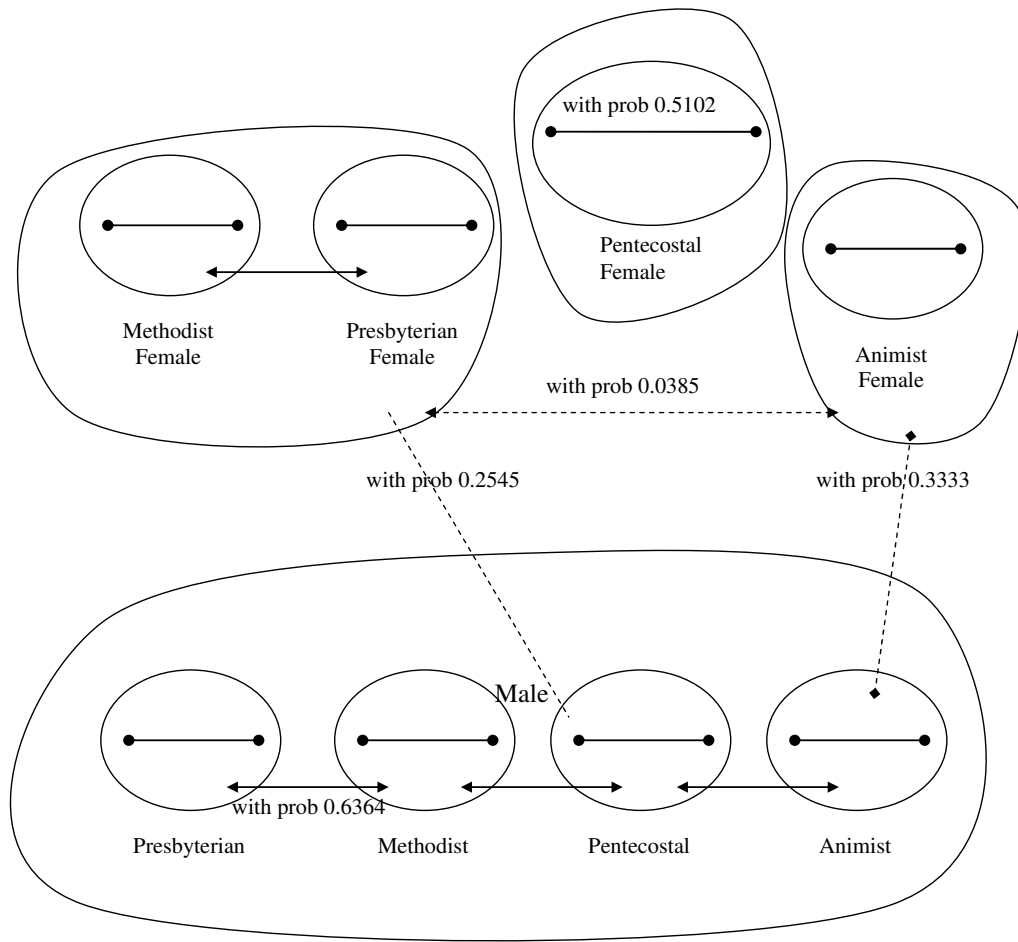 with prob 0.5102
Pentecostal
Female
Methodist
Female
Presbyterian
Female
Animist
Female
with prob 0.0385
with prob 0.2545
with prob 0.3333
Male
with prob 0.6364
Presbyterian
Methodist
Pentecostal
Animist